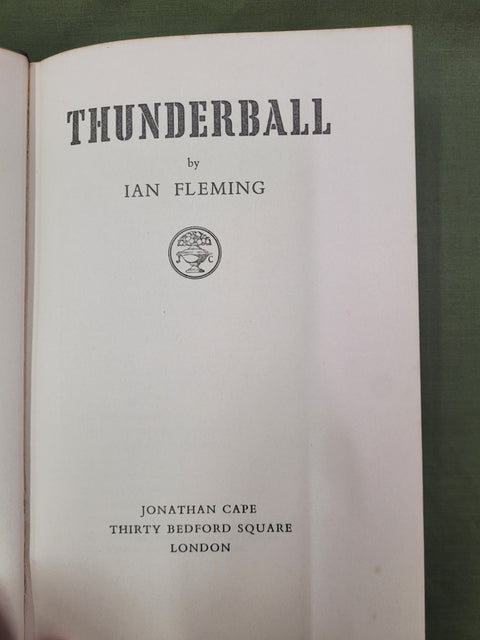 THUNDERBALL
by
IAN FLEMING
J C
JONATHAN CAPE
THIRTY BEDFORD SQUARE
LONDON